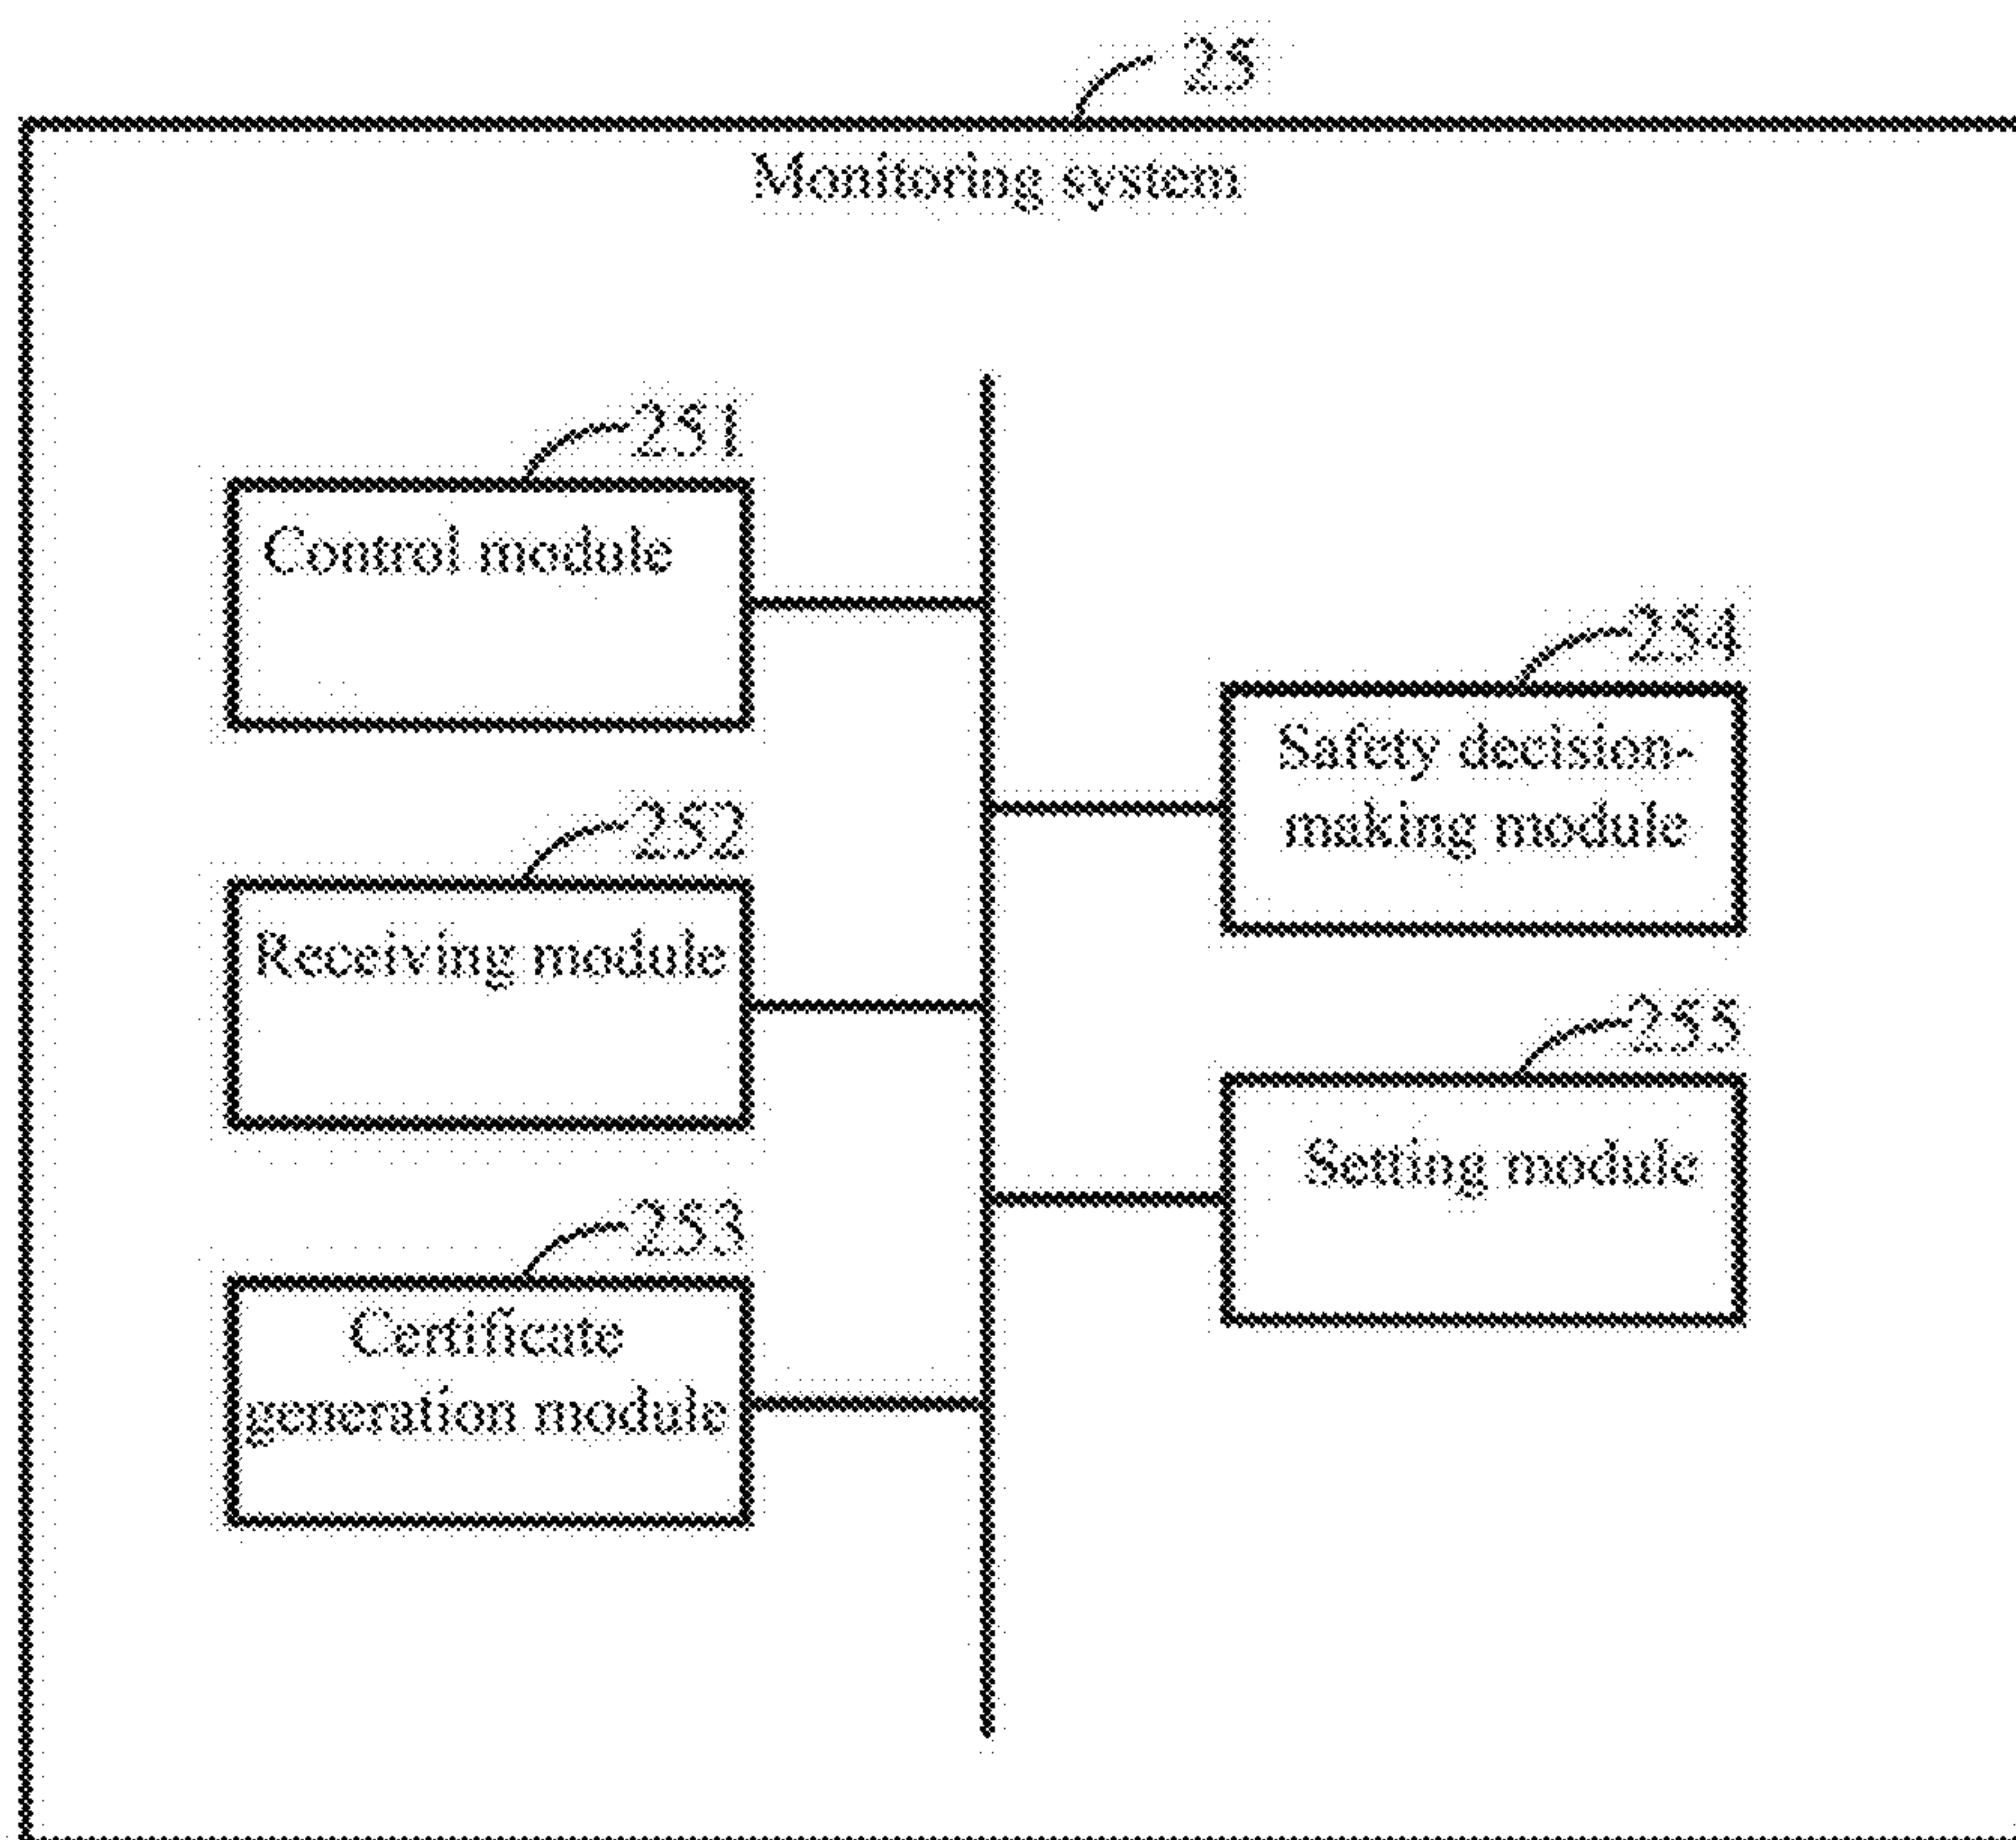 25
Monitoring system
251
Control module
252
Receiving module
253
Certificate
generation module
254
Safety decision-
making module
255
Setting module